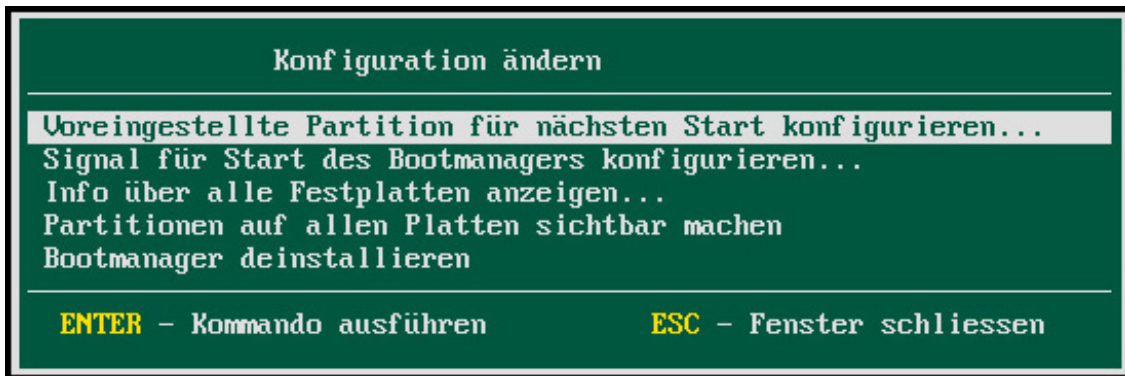 Konfiguration ändern
Voreingestellte Partition für nächsten Start konfigurieren...
Signal für Start des Bootmanagers konfigurieren...
Info über alle Festplatten anzeigen...
Partitionen auf allen Platten sichtbar machen
Bootmanager deinstallieren
ENTER - Kommando ausführen ESC - Fenster schliessen